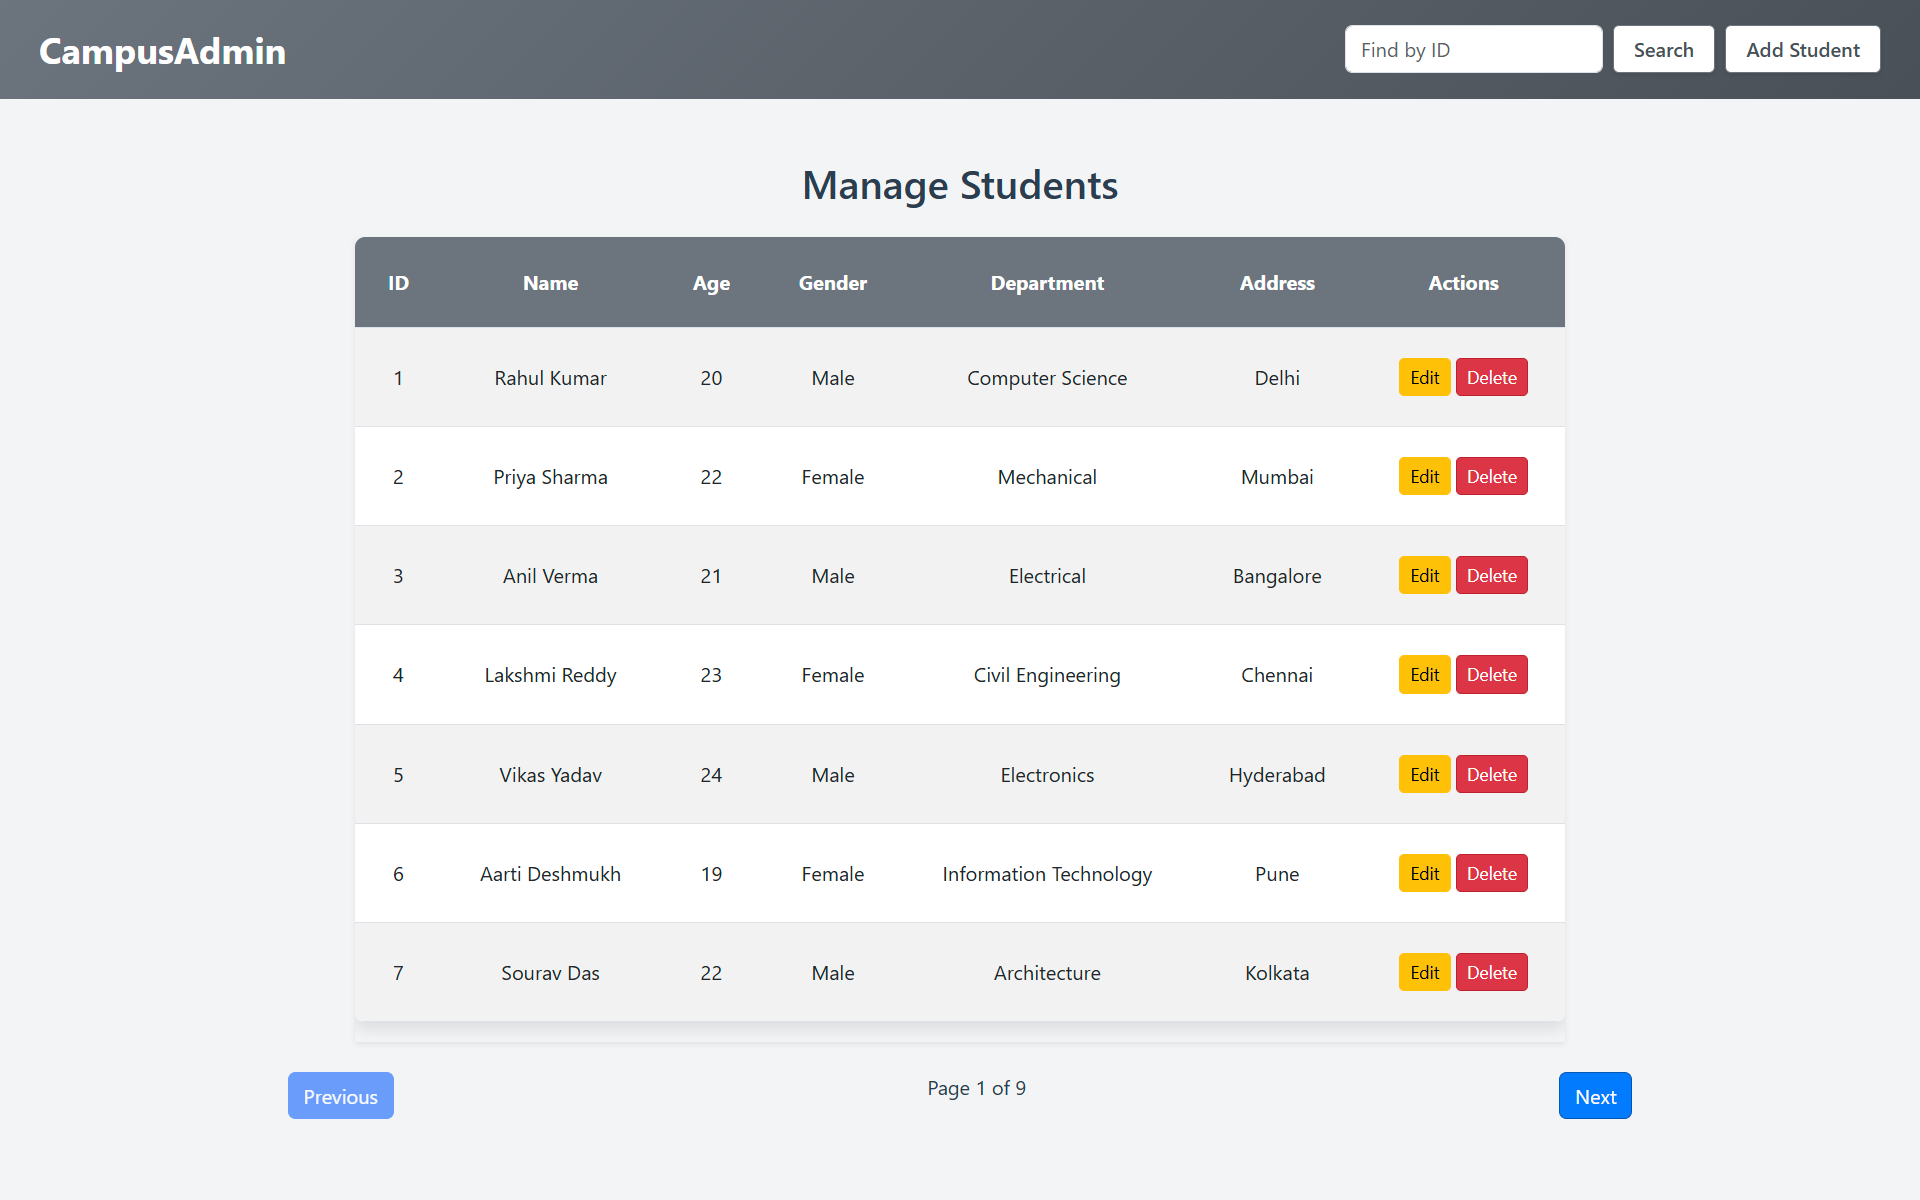 CampusAdmin Find by ID Search Add Student
Manage Students
ID Name Age Gender Department Address Actions
1 Rahul Kumar 20 Male Computer Science Delhi Edit Delete
2 Priya Sharma 22 Female Mechanical Mumbai Edit Delete
3 Anil Verma 21 Male Electrical Bangalore Edit Delete
4 Lakshmi Reddy 23 Female Civil Engineering Chennai Edit Delete
5 Vikas Yadav 24 Male Electronics Hyderabad Edit Delete
6 Aarti Deshmukh 19 Female Information Technology Pune Edit Delete
7 Sourav Das 22 Male Architecture Kolkata Edit Delete
Previous Page 1 of 9 Next